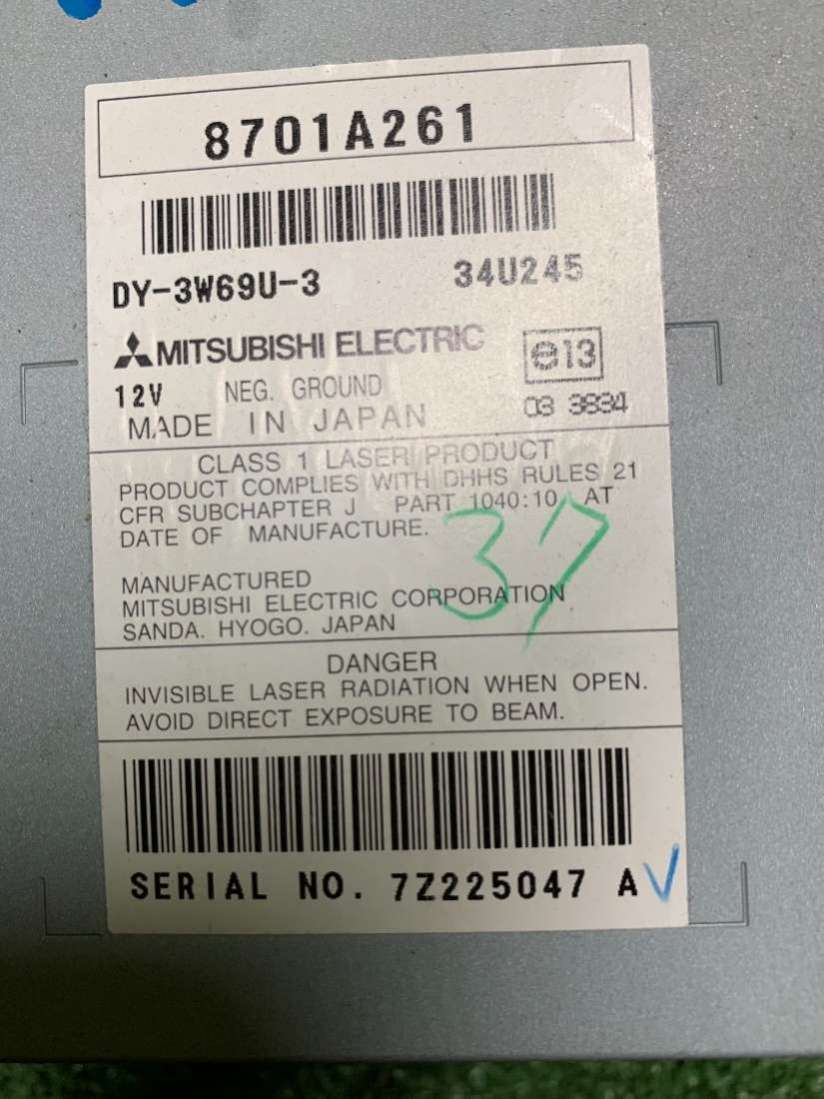 8701A261
DY-3W69U-3 34U245
MITSUBISHI ELECTRIC e13
12V NEG. GROUND
MADE IN JAPAN 03 3834
CLASS 1 LASER PRODUCT
PRODUCT COMPLIES WITH DHHS RULES 21
CFR SUBCHAPTER J PART 1040:10, AT
DATE OF MANUFACTURE.
37
MANUFACTURED
MITSUBISHI ELECTRIC CORPORATION
SANDA. HYOGO. JAPAN
DANGER
INVISIBLE LASER RADIATION WHEN OPEN.
AVOID DIRECT EXPOSURE TO BEAM.
SERIAL NO. 7Z225047 A